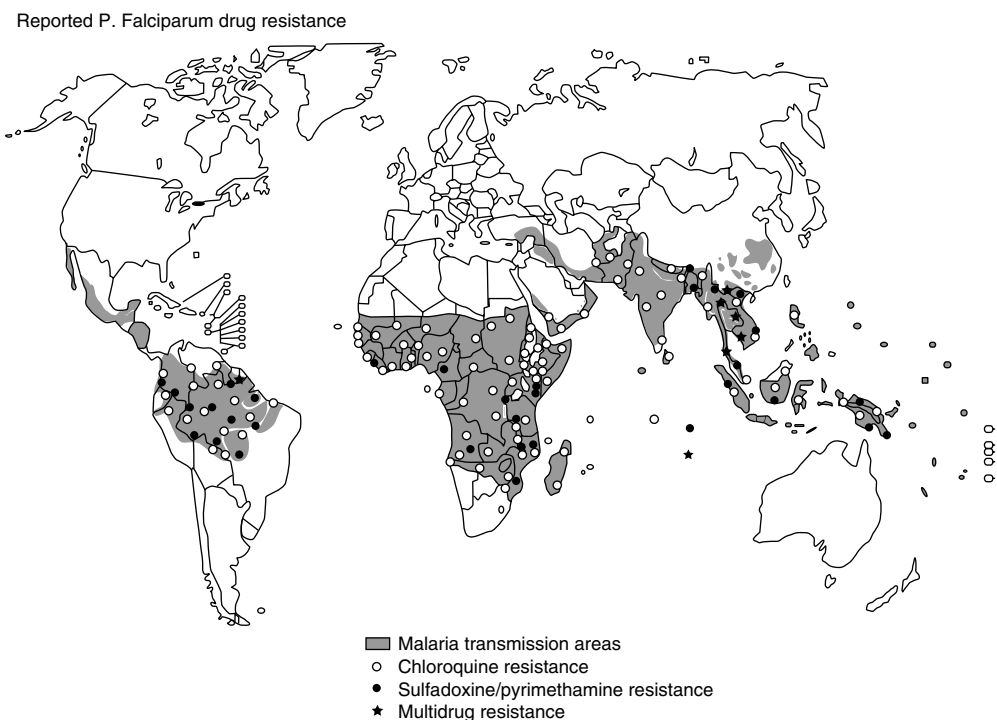 Reported P. Falciparum drug resistance
Malaria transmission areas
Chloroquine resistance
Sulfadoxine/pyrimethamine resistance
Multidrug resistance